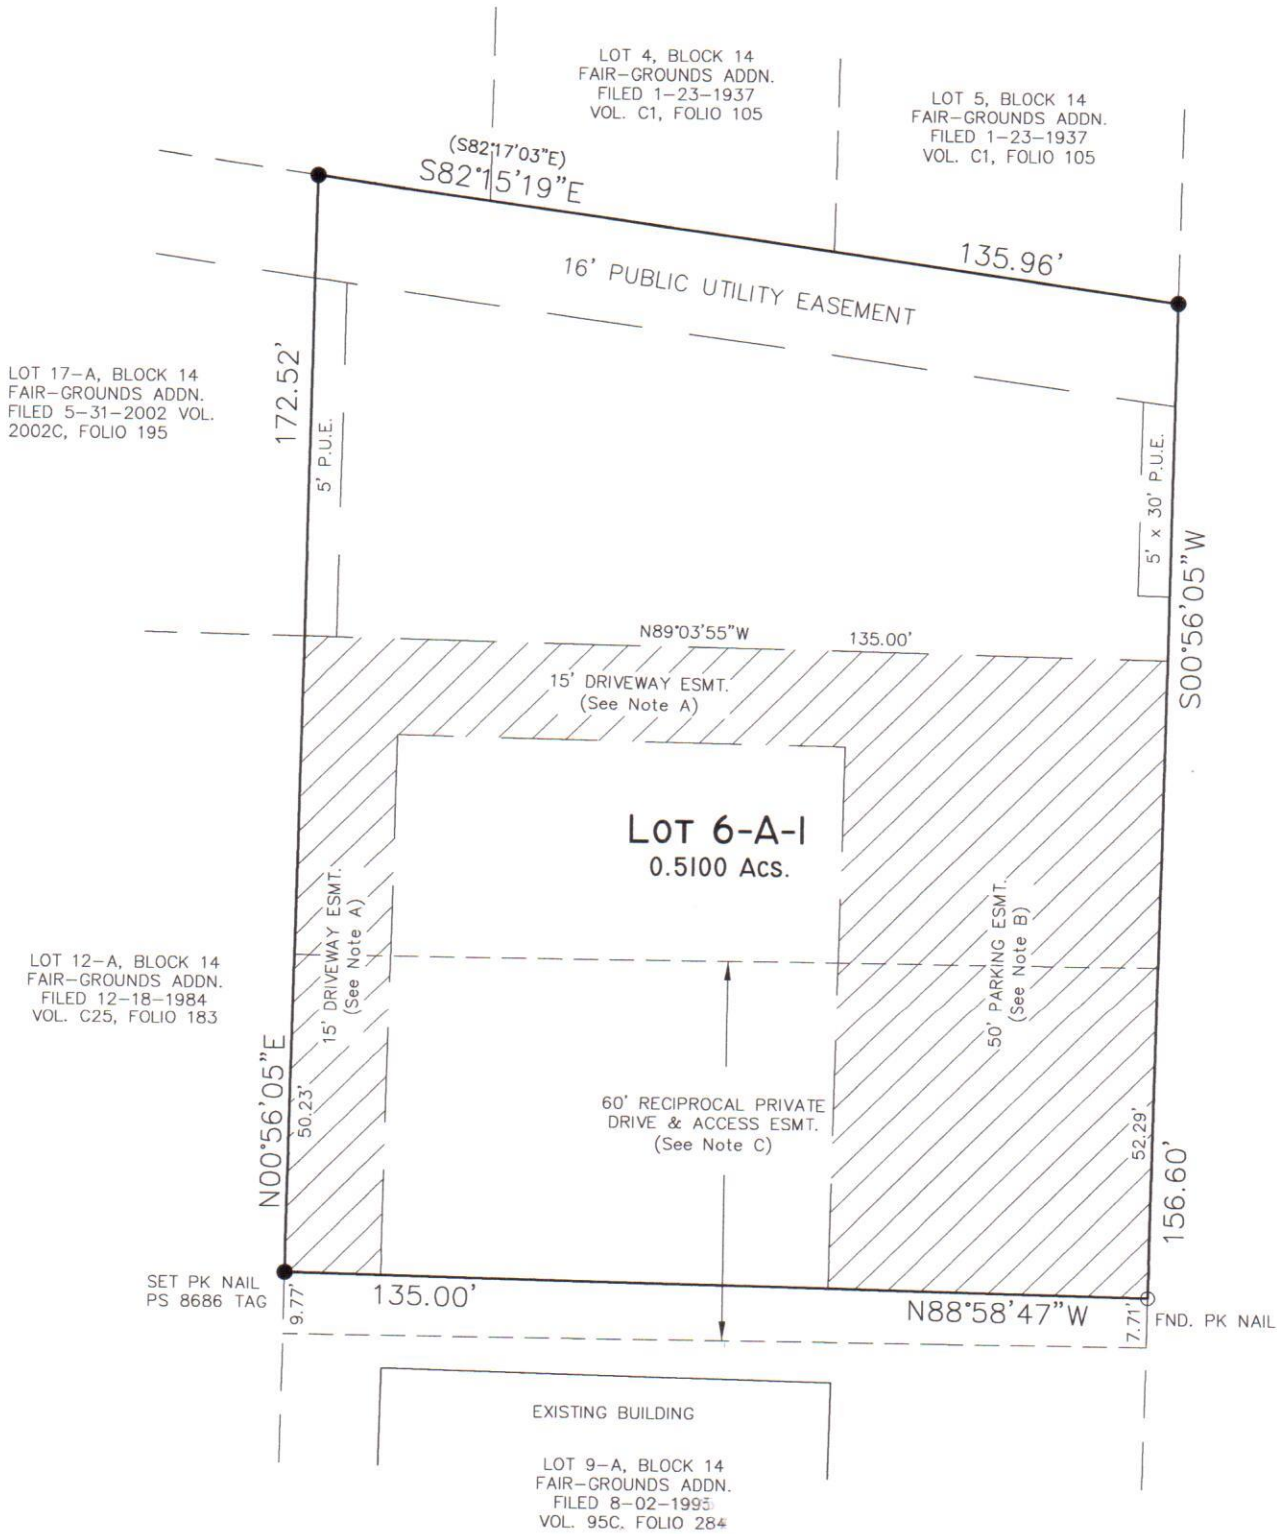 LOT 4, BLOCK 14
FAIR-GROUNDS ADDN.
FILED 1-23-1937
VOL. C1, FOLIO 105
LOT 5, BLOCK 14
FAIR-GROUNDS ADDN.
FILED 1-23-1937
VOL. C1, FOLIO 105
(S82°17'03"E)
S82°15'19"E
135.96'
16' PUBLIC UTILITY EASEMENT
LOT 17-A, BLOCK 14
FAIR-GROUNDS ADDN.
FILED 5-31-2002 VOL.
2002C, FOLIO 195
172.52'
5' P.U.E.
5' x 30' P.U.E.
S00°56'05"W
N89°03'55"W
135.00'
15' DRIVEWAY ESMT.
(See Note A)
LOT 6-A-1
0.5100 ACS.
15' DRIVEWAY ESMT.
(See Note A)
50' PARKING ESMT.
(See Note B)
LOT 12-A, BLOCK 14
FAIR-GROUNDS ADDN.
FILED 12-18-1984
VOL. C25, FOLIO 183
N00°56'05"E
50.23'
60' RECIPROCAL PRIVATE
DRIVE & ACCESS ESMT.
(See Note C)
52.29'
156.60'
SET PK NAIL
PS 8686 TAG
9.77'
135.00'
N88°58'47"W
7.71'
FND. PK NAIL
EXISTING BUILDING
LOT 9-A, BLOCK 14
FAIR-GROUNDS ADDN.
FILED 8-02-1995
VOL. 95C, FOLIO 284